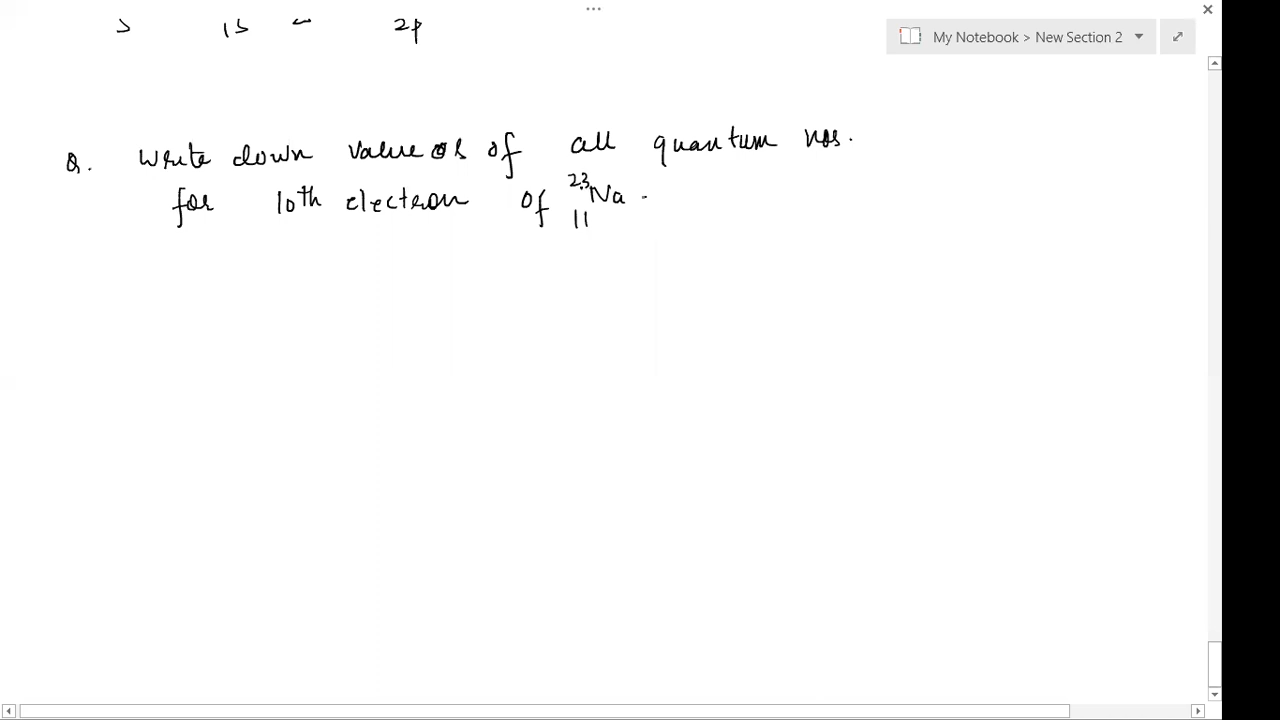 1s 2p
My Notebook > New Section 2
Q. Write down values of all quantum nos.
for 10th electron of ²³₁₁Na.